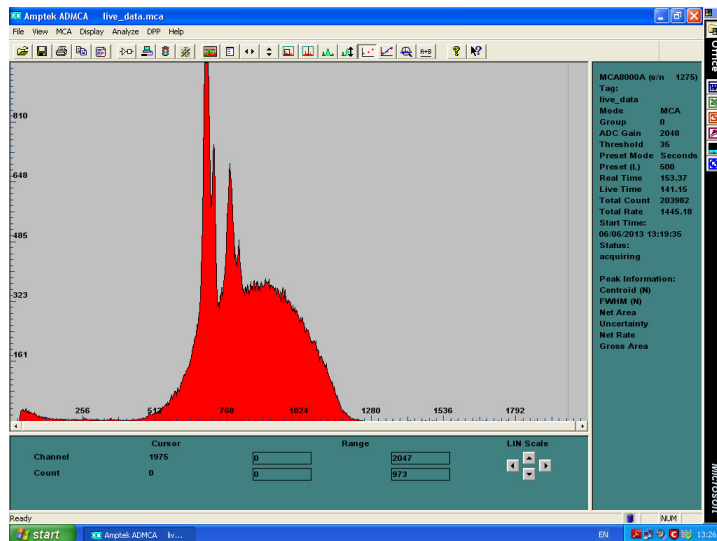 Amptek ADMCA live_data.mca
File View MCA Display Analyze DPP Help
A+B
Office
810
648
485
323
161
256 512 768 1024 1280 1536 1792
MCA8000A (s/n 1275)
Tag:
live_data
Mode MCA
Group 0
ADC Gain 2048
Threshold 35
Preset Mode Seconds
Preset (L) 500
Real Time 153.37
Live Time 141.15
Total Count 203982
Total Rate 1445.18
Start Time:
06/06/2013 13:19:35
Status:
acquiring
Peak Information:
Centroid (N)
FWHM (N)
Net Area
Uncertainty
Net Rate
Gross Area
Cursor Range LIN Scale
Channel 1975 0 2047
Count 0 0 973
Microsoft
Ready NUM
start Amptek ADMCA liv... EN 13:26